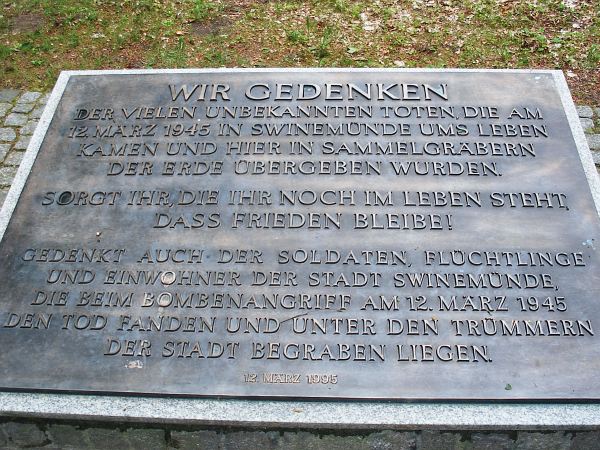 WIR GEDENKEN
DER VIELEN UNBEKANNTEN TOTEN, DIE AM
12. MÄRZ 1945 IN SWINEMÜNDE UMS LEBEN
KAMEN UND HIER IN SAMMELGRÄBERN
DER ERDE ÜBERGEBEN WURDEN.
SORGT IHR, DIE IHR NOCH IM LEBEN STEHT,
DASS FRIEDEN BLEIBE!
GEDENKT AUCH DER SOLDATEN, FLÜCHTLINGE
UND EINWOHNER DER STADT SWINEMÜNDE,
DIE BEIM BOMBENANGRIFF AM 12. MÄRZ 1945
DEN TOD FANDEN UND UNTER DEN TRÜMMERN
DER STADT BEGRABEN LIEGEN.
12. MÄRZ 1995